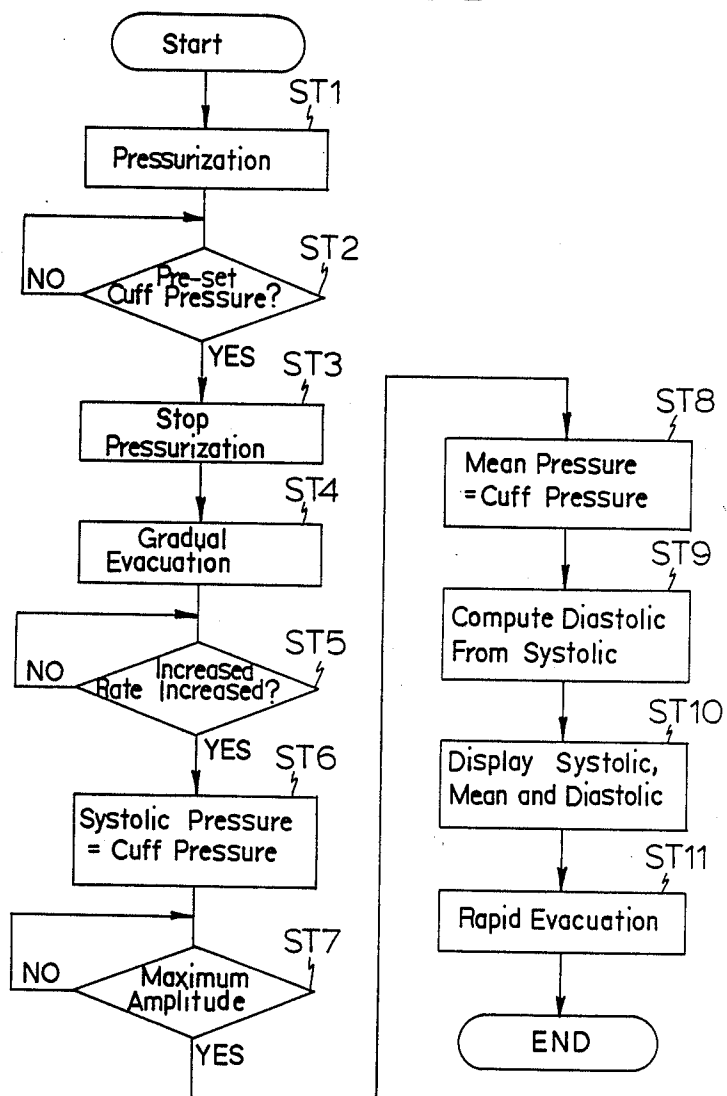 Start
ST1
Pressurization
ST2
Pre-set
Cuff Pressure?
NO
YES
ST3
Stop
Pressurization
ST4
Gradual
Evacuation
ST5
Increased
Rate Increased?
NO
YES
ST6
Systolic Pressure
= Cuff Pressure
ST7
Maximum
Amplitude
NO
YES
ST8
Mean Pressure
= Cuff Pressure
ST9
Compute Diastolic
From Systolic
ST10
Display Systolic,
Mean and Diastolic
ST11
Rapid Evacuation
END